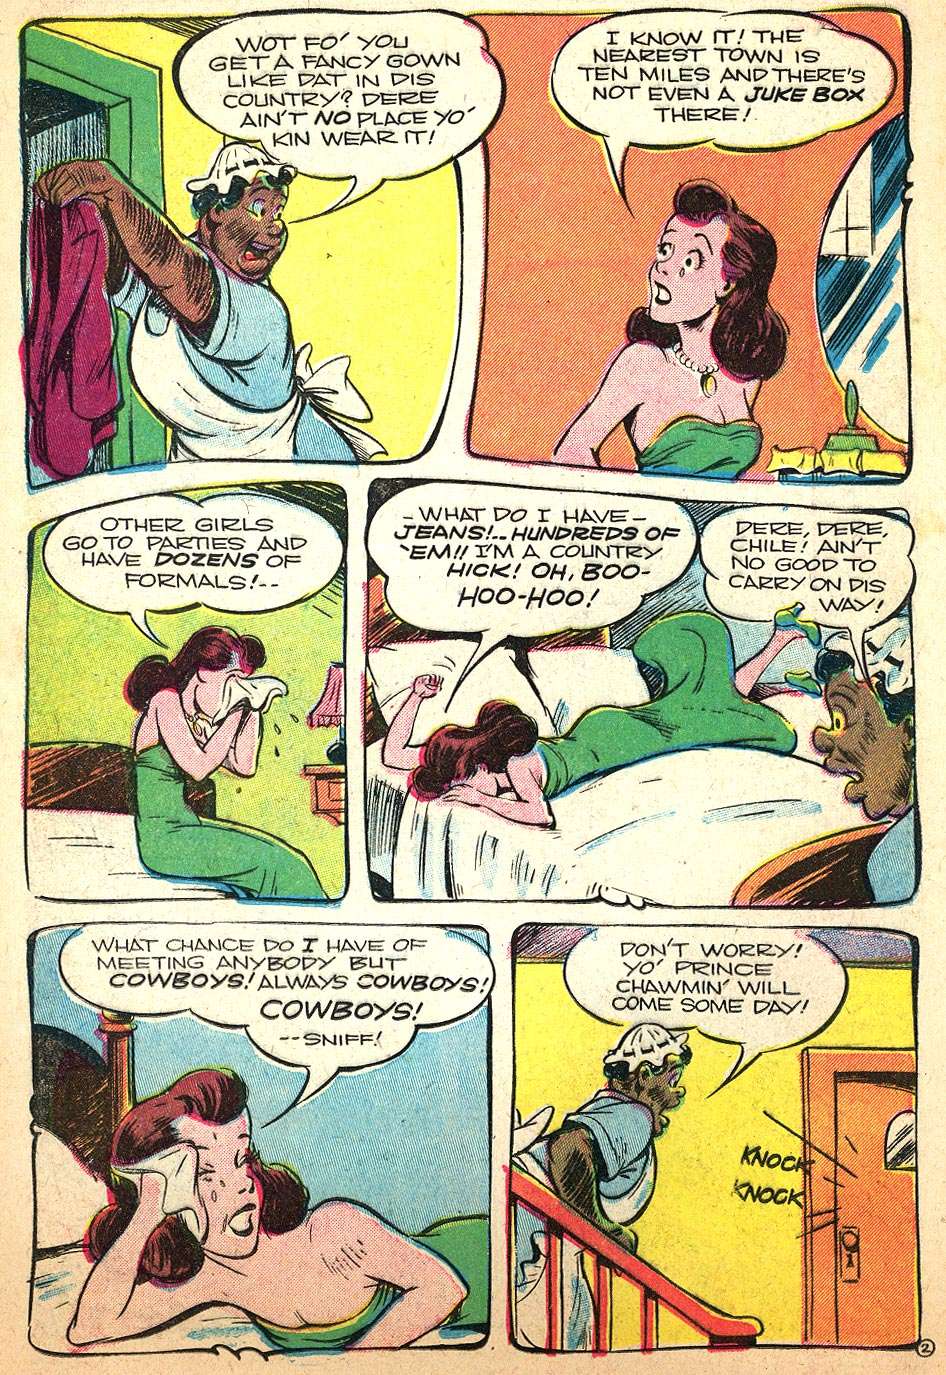 WOT FO' YOU
GET A FANCY GOWN
LIKE DAT IN DIS
COUNTRY? DERE
AIN'T NO PLACE YO'
KIN WEAR IT!
I KNOW IT! THE
NEAREST TOWN IS
TEN MILES AND THERE'S
NOT EVEN A JUKE BOX
THERE!
OTHER GIRLS
GO TO PARTIES AND
HAVE DOZENS OF
FORMALS!--
-WHAT DO I HAVE-
JEANS!--HUNDREDS OF
'EM!! I'M A COUNTRY
HICK! OH, BOO-
HOO-HOO!
DERE, DERE,
CHILE! AIN'T
NO GOOD TO
CARRY ON DIS
WAY!
WHAT CHANCE DO I HAVE OF
MEETING ANYBODY BUT
COWBOYS! ALWAYS COWBOYS!
COWBOYS!
--SNIFF!
DON'T WORRY!
YO' PRINCE
CHAWMIN' WILL
COME SOME DAY!
KNOCK
KNOCK
2